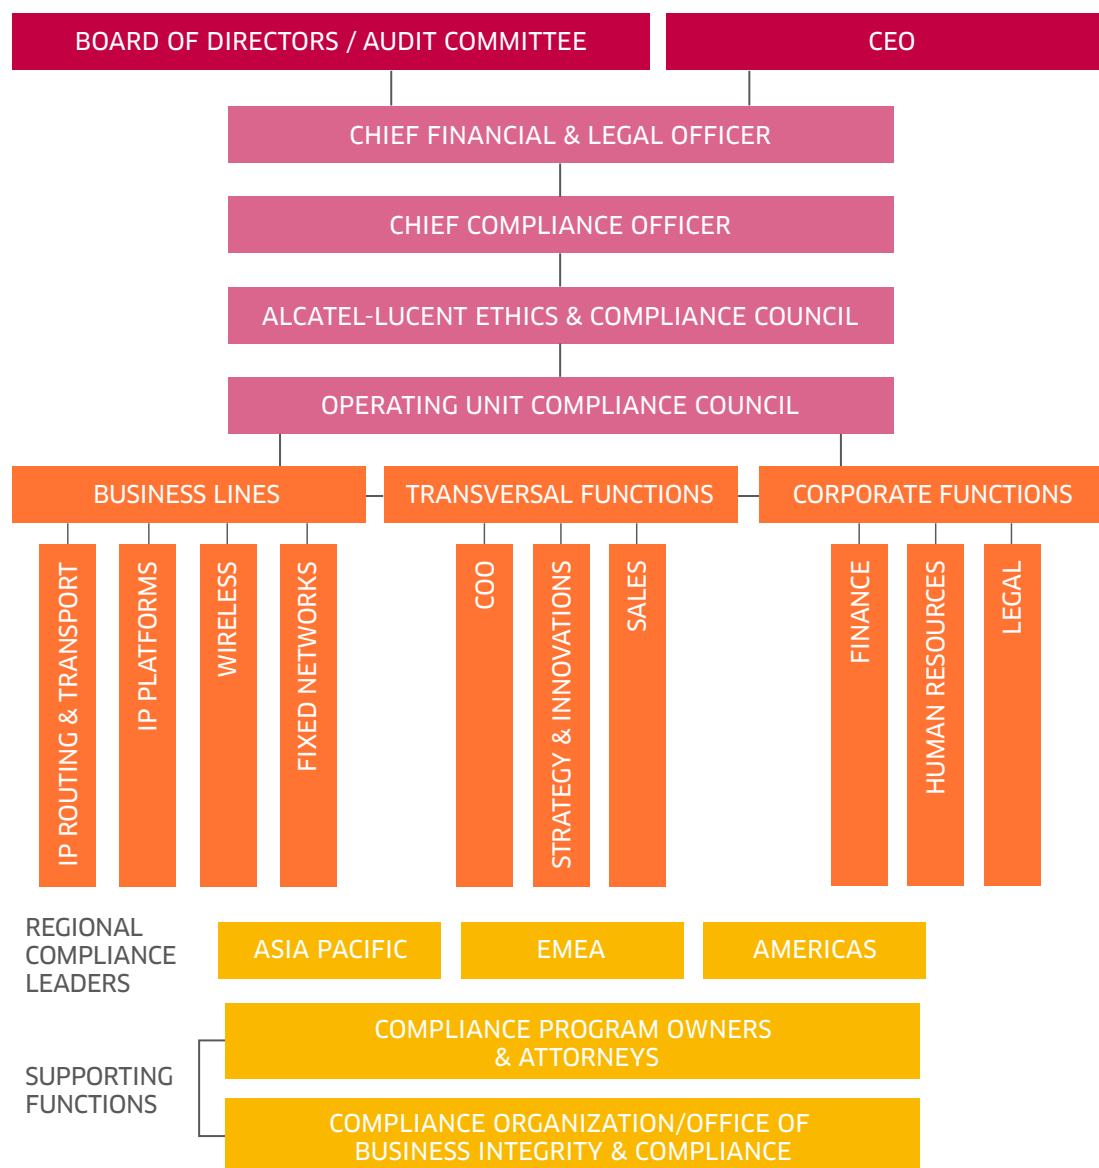 BOARD OF DIRECTORS / AUDIT COMMITTEE
CEO
CHIEF FINANCIAL & LEGAL OFFICER
CHIEF COMPLIANCE OFFICER
ALCATEL-LUCENT ETHICS & COMPLIANCE COUNCIL
OPERATING UNIT COMPLIANCE COUNCIL
BUSINESS LINES
TRANSVERSAL FUNCTIONS
CORPORATE FUNCTIONS
IP ROUTING & TRANSPORT
IP PLATFORMS
WIRELESS
FIXED NETWORKS
COO
STRATEGY & INNOVATIONS
SALES
FINANCE
HUMAN RESOURCES
LEGAL
REGIONAL
COMPLIANCE
LEADERS
ASIA PACIFIC
EMEA
AMERICAS
SUPPORTING
FUNCTIONS
COMPLIANCE PROGRAM OWNERS
& ATTORNEYS
COMPLIANCE ORGANIZATION/OFFICE OF
BUSINESS INTEGRITY & COMPLIANCE